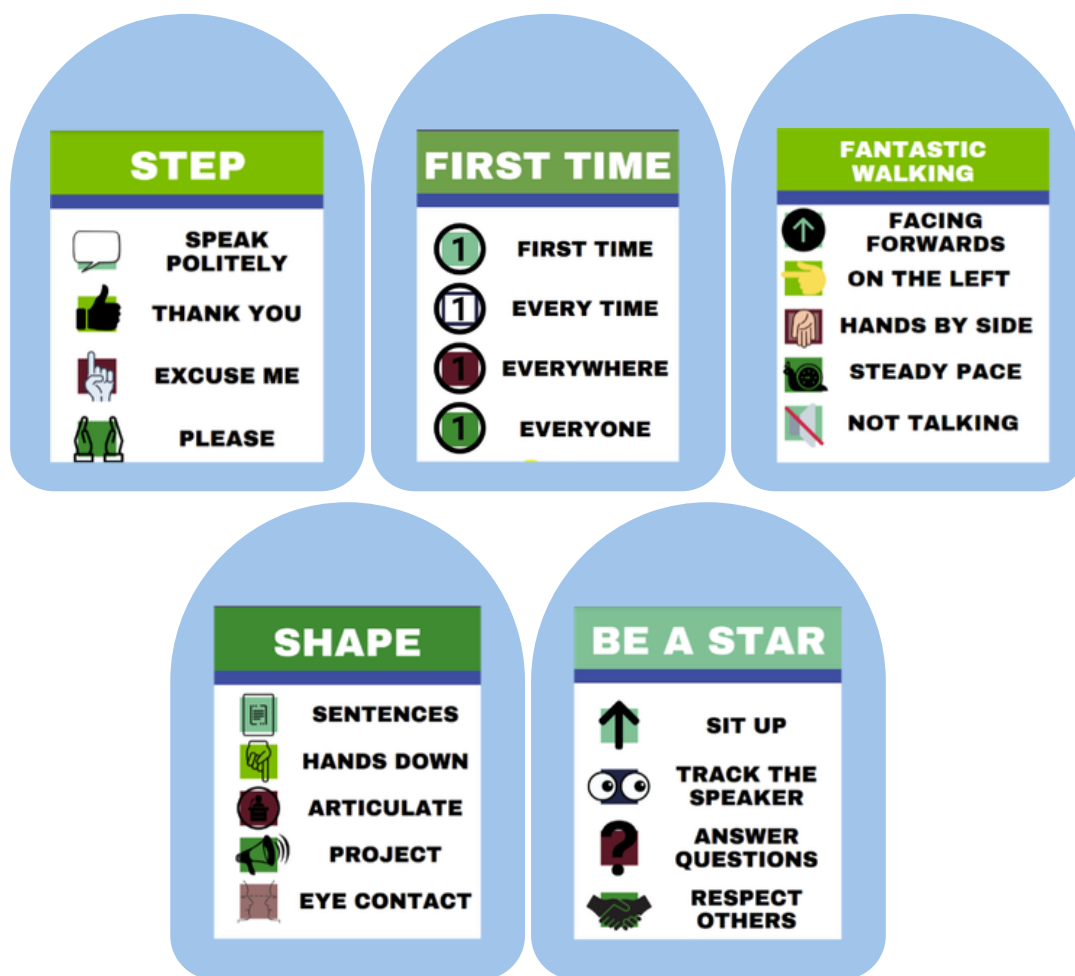 STEP
SPEAK
POLITELY
THANK YOU
EXCUSE ME
PLEASE
FIRST TIME
1 FIRST TIME
1 EVERY TIME
1 EVERYWHERE
1 EVERYONE
FANTASTIC
WALKING
FACING
FORWARDS
ON THE LEFT
HANDS BY SIDE
STEADY PACE
NOT TALKING
SHAPE
SENTENCES
HANDS DOWN
ARTICULATE
PROJECT
EYE CONTACT
BE A STAR
SIT UP
TRACK THE
SPEAKER
? ANSWER
QUESTIONS
RESPECT
OTHERS